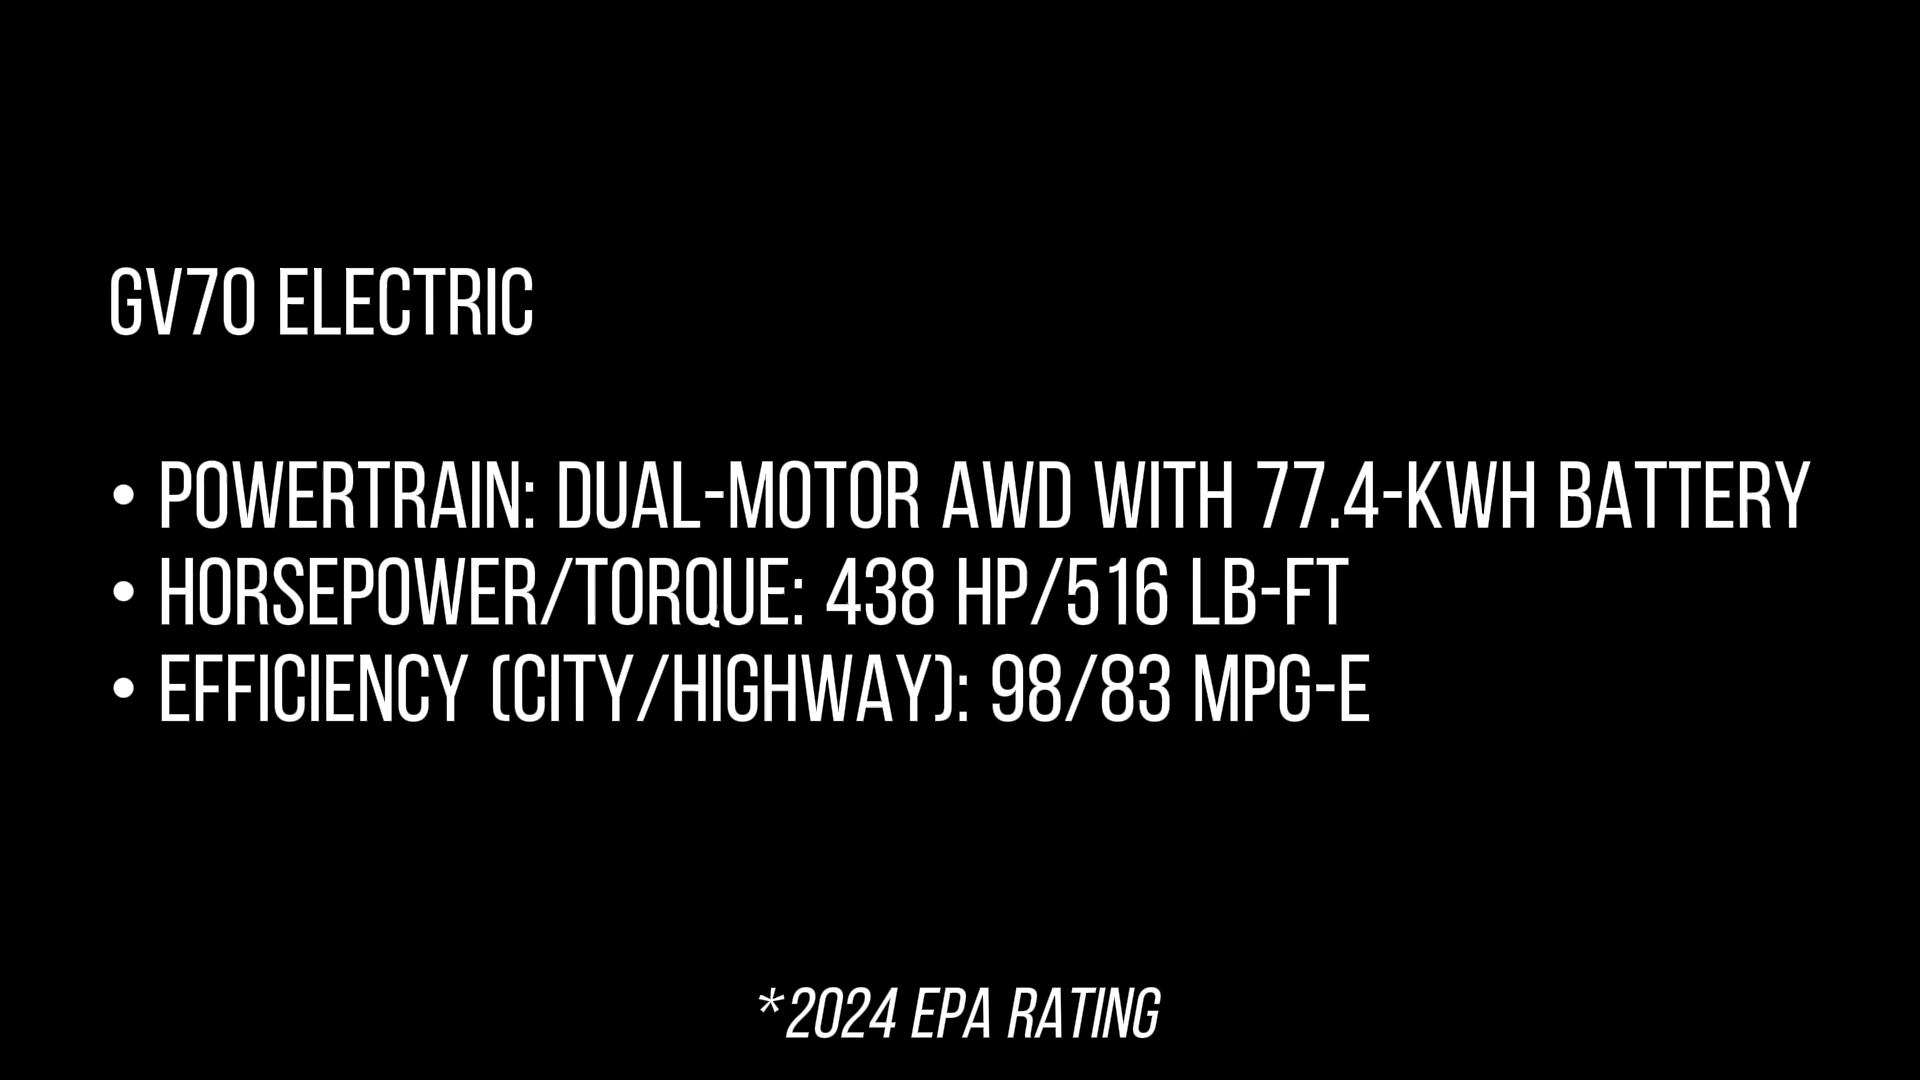 GV70 ELECTRIC
• POWERTRAIN: DUAL-MOTOR AWD WITH 77.4-KWH BATTERY
• HORSEPOWER/TORQUE: 438 HP/516 LB-FT
• EFFICIENCY (CITY/HIGHWAY): 98/83 MPG-E
*2024 EPA RATING